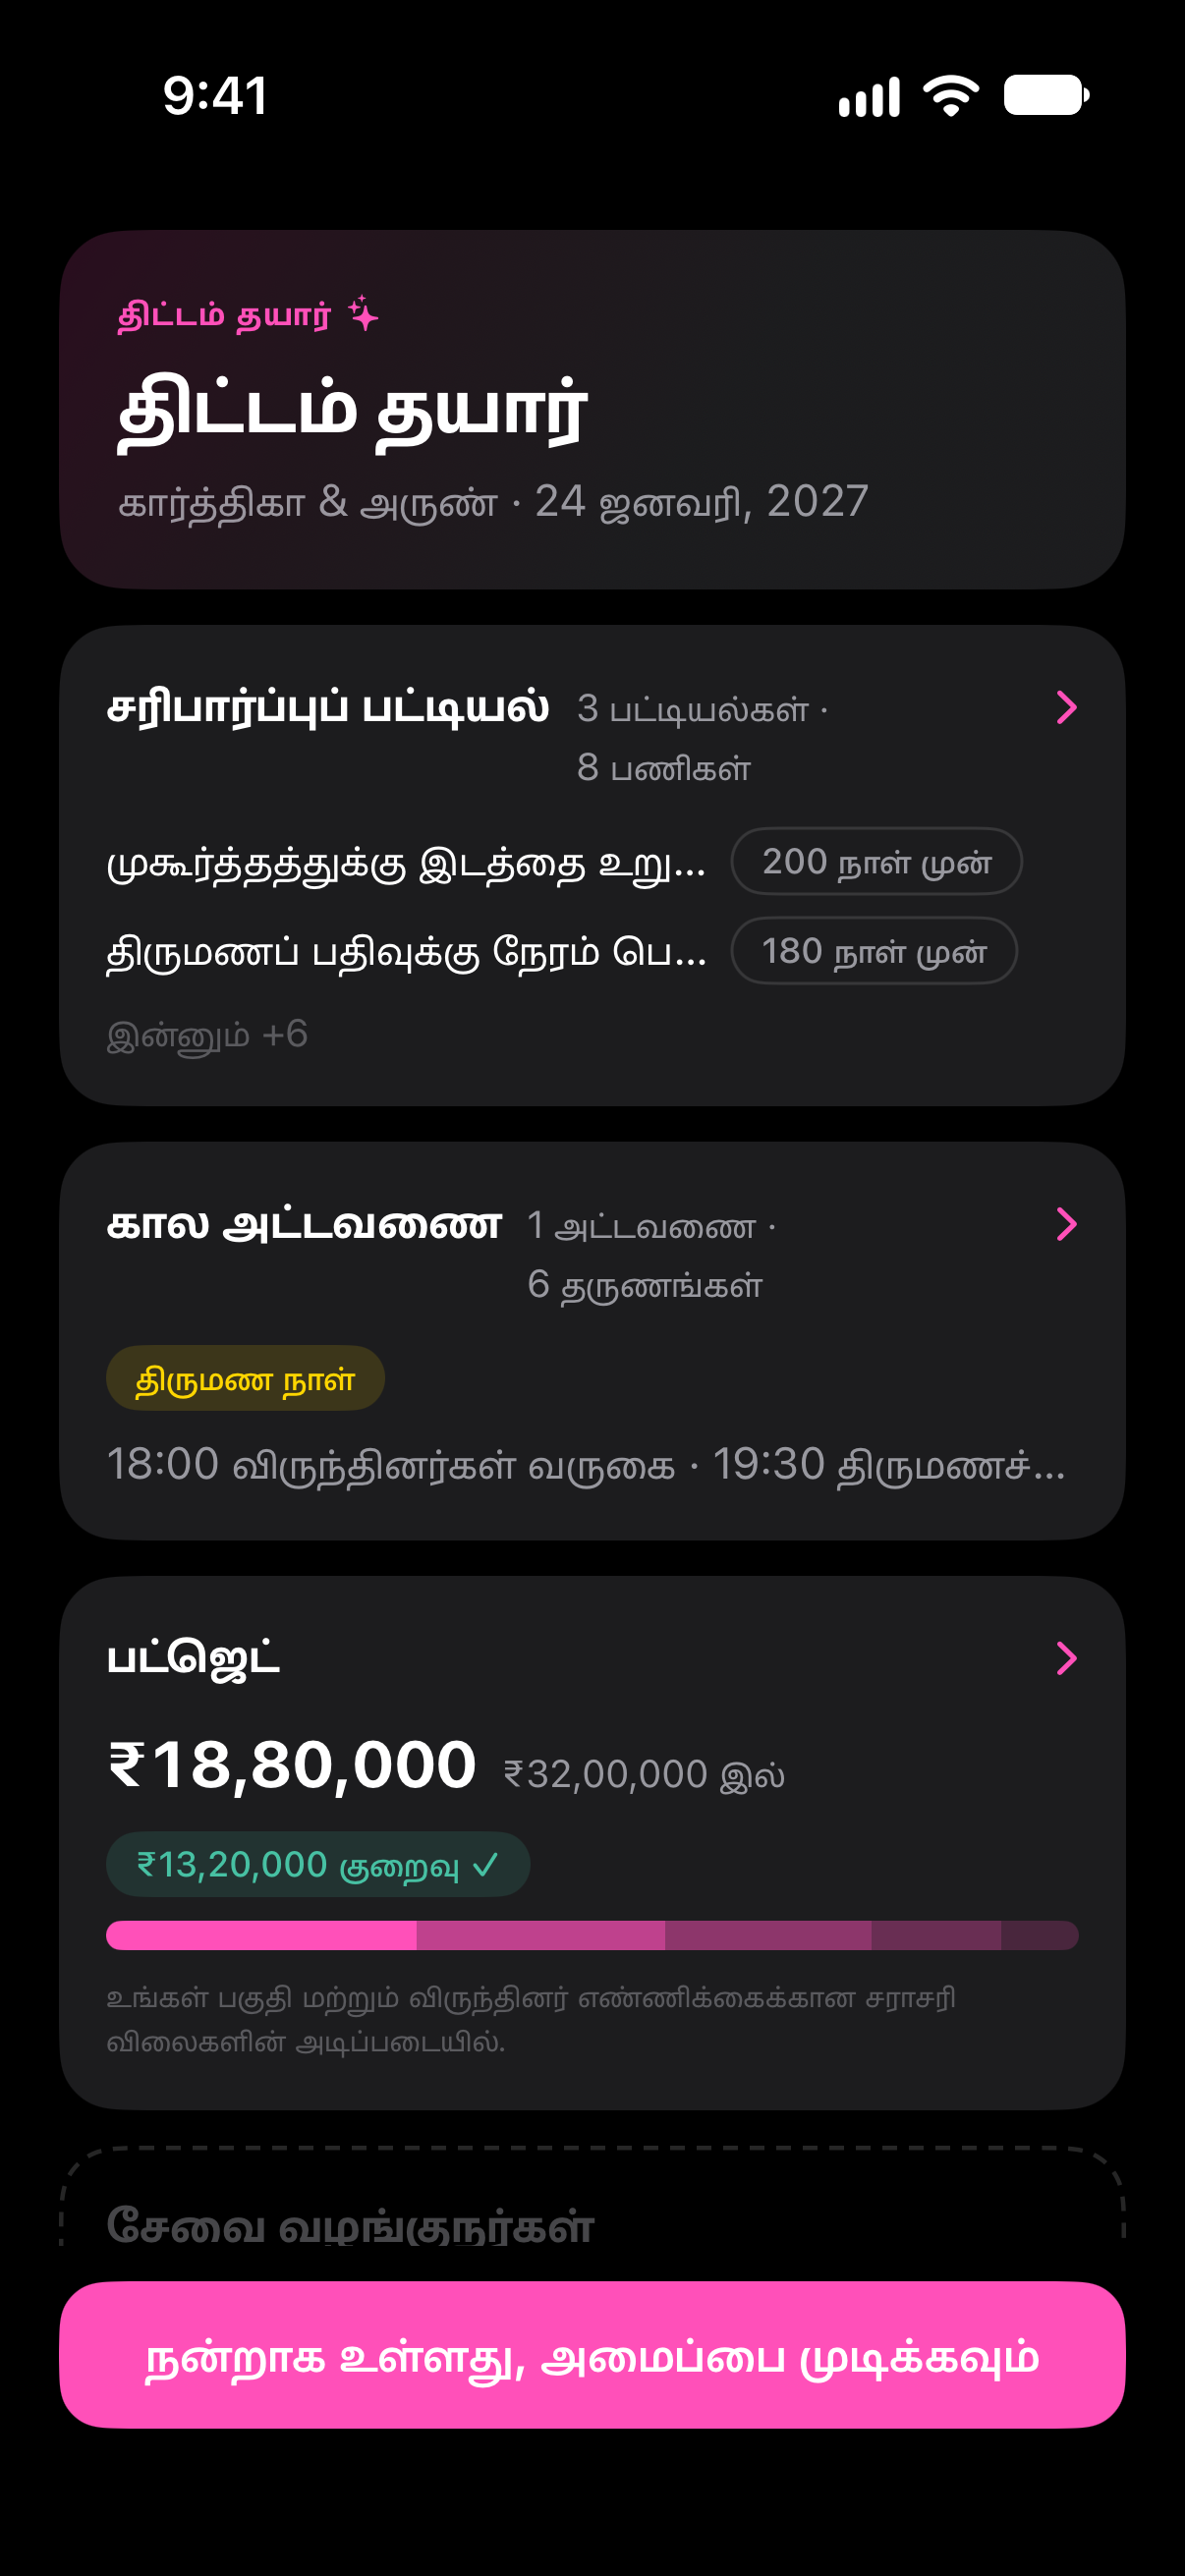 9:41
திட்டம் தயார்
திட்டம் தயார்
கார்த்திகா & அருண் · 24 ஜனவரி, 2027
சரிபார்ப்புப் பட்டியல் 3 பட்டியல்கள் ·
8 பணிகள்
முகூர்த்தத்துக்கு இடத்தை உறு... 200 நாள் முன்
திருமணப் பதிவுக்கு நேரம் பெ... 180 நாள் முன்
இன்னும் +6
கால அட்டவணை 1 அட்டவணை ·
6 தருணங்கள்
திருமண நாள்
18:00 விருந்தினர்கள் வருகை · 19:30 திருமணச்...
பட்ஜெட்
₹18,80,000 ₹32,00,000 இல்
₹13,20,000 குறைவு ✓
உங்கள் பகுதி மற்றும் விருந்தினர் எண்ணிக்கைக்கான சராசரி
விலைகளின் அடிப்படையில்.
சேவை வழங்குநர்கள்
நன்றாக உள்ளது, அமைப்பை முடிக்கவும்